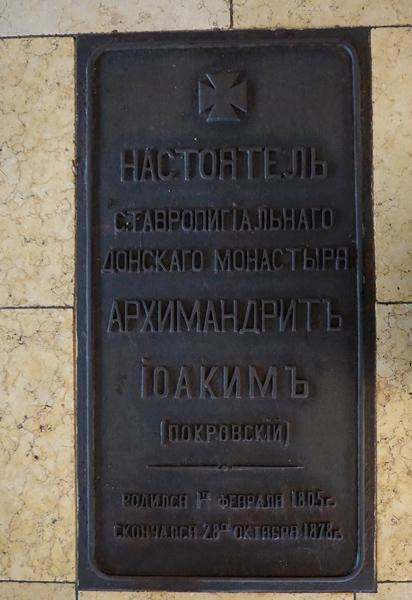 НАСТОЯТЕЛЬ
СТАВРОПИГІАЛЬНАГО
ДОНСКАГО МОНАСТЫРЯ
АРХИМАНДРИТЪ
ІОАКИМЪ
(ПОКРОВСКІЙ)
РОДИЛСЯ 1го ФЕВРАЛЯ 1805г.
СКОНЧАЛСЯ 28го ОКТЯБРЯ 1878г.